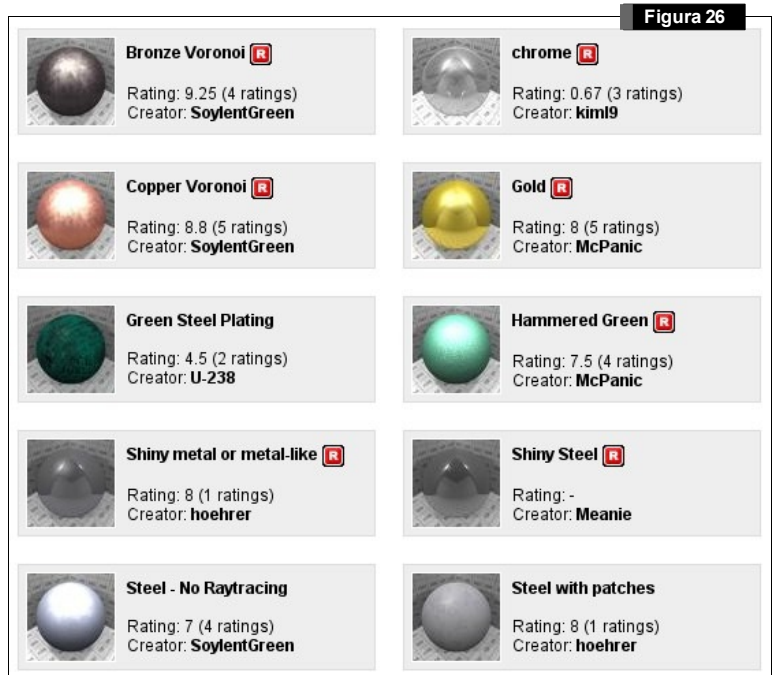 Figura 26
Bronze Voronoi R
Rating: 9.25 (4 ratings)
Creator: SoylentGreen
chrome R
Rating: 0.67 (3 ratings)
Creator: kiml9
Copper Voronoi R
Rating: 8.8 (5 ratings)
Creator: SoylentGreen
Gold R
Rating: 8 (5 ratings)
Creator: McPanic
Green Steel Plating
Rating: 4.5 (2 ratings)
Creator: U-238
Hammered Green R
Rating: 7.5 (4 ratings)
Creator: McPanic
Shiny metal or metal-like R
Rating: 8 (1 ratings)
Creator: hoehrer
Shiny Steel R
Rating: -
Creator: Meanie
Steel - No Raytracing
Rating: 7 (4 ratings)
Creator: SoylentGreen
Steel with patches
Rating: 8 (1 ratings)
Creator: hoehrer